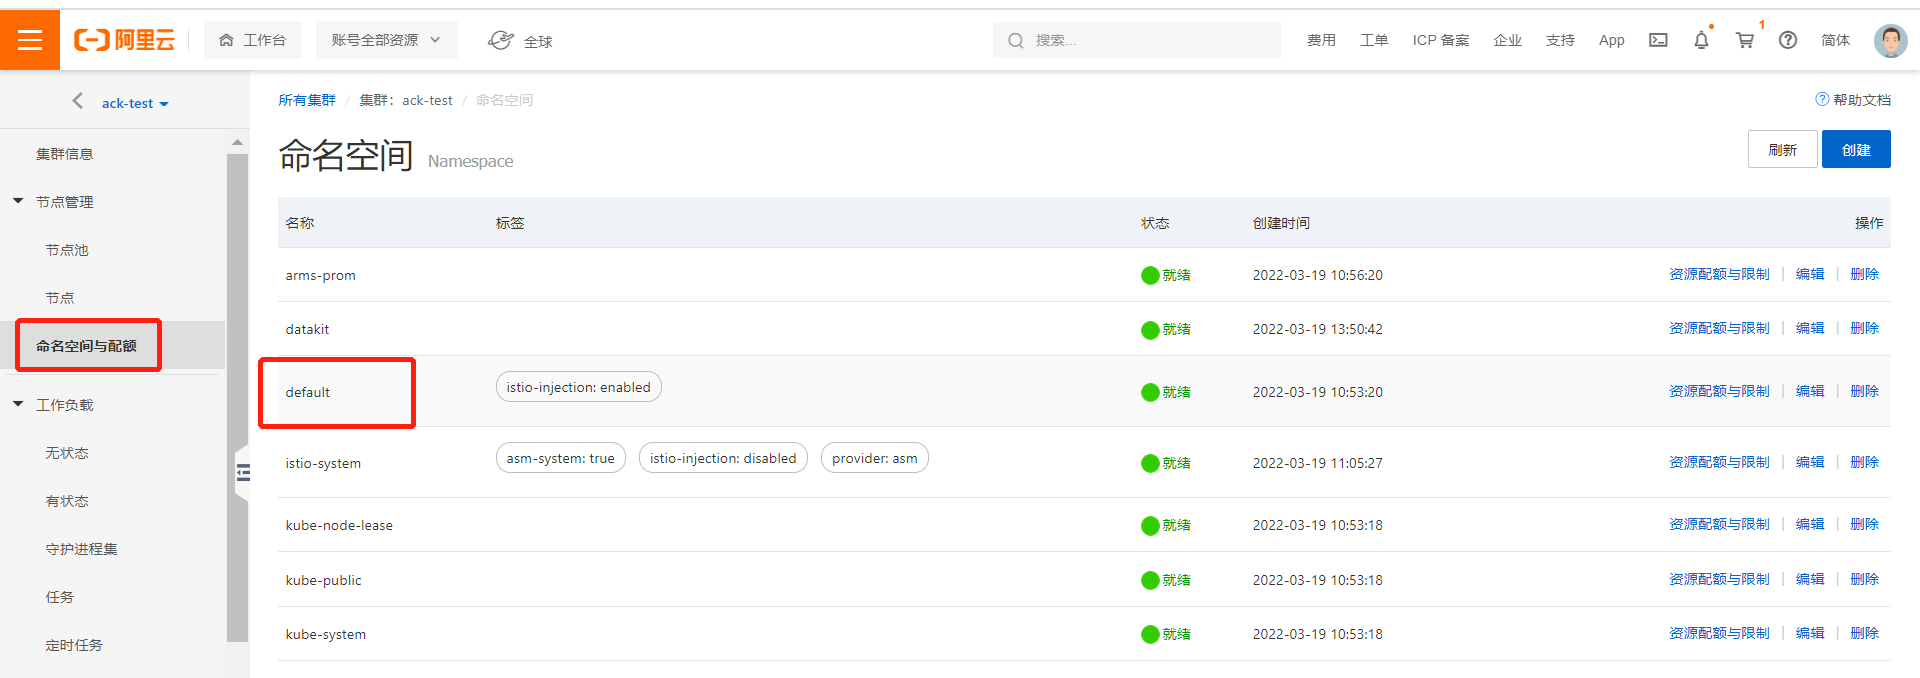 阿里云 工作台 账号全部资源 全球 搜索... 费用 工单 ICP 备案 企业 支持 App 1 简体
ack-test
集群信息
节点管理
节点池
节点
命名空间与配额
工作负载
无状态
有状态
守护进程集
任务
定时任务
所有集群 / 集群: ack-test / 命名空间 帮助文档
命名空间 Namespace 刷新 创建
名称 标签 状态 创建时间 操作
arms-prom 就绪 2022-03-19 10:56:20 资源配额与限制 | 编辑 | 删除
datakit 就绪 2022-03-19 13:50:42 资源配额与限制 | 编辑 | 删除
default istio-injection: enabled 就绪 2022-03-19 10:53:20 资源配额与限制 | 编辑 | 删除
istio-system asm-system: true istio-injection: disabled provider: asm 就绪 2022-03-19 11:05:27 资源配额与限制 | 编辑 | 删除
kube-node-lease 就绪 2022-03-19 10:53:18 资源配额与限制 | 编辑 | 删除
kube-public 就绪 2022-03-19 10:53:18 资源配额与限制 | 编辑 | 删除
kube-system 就绪 2022-03-19 10:53:18 资源配额与限制 | 编辑 | 删除